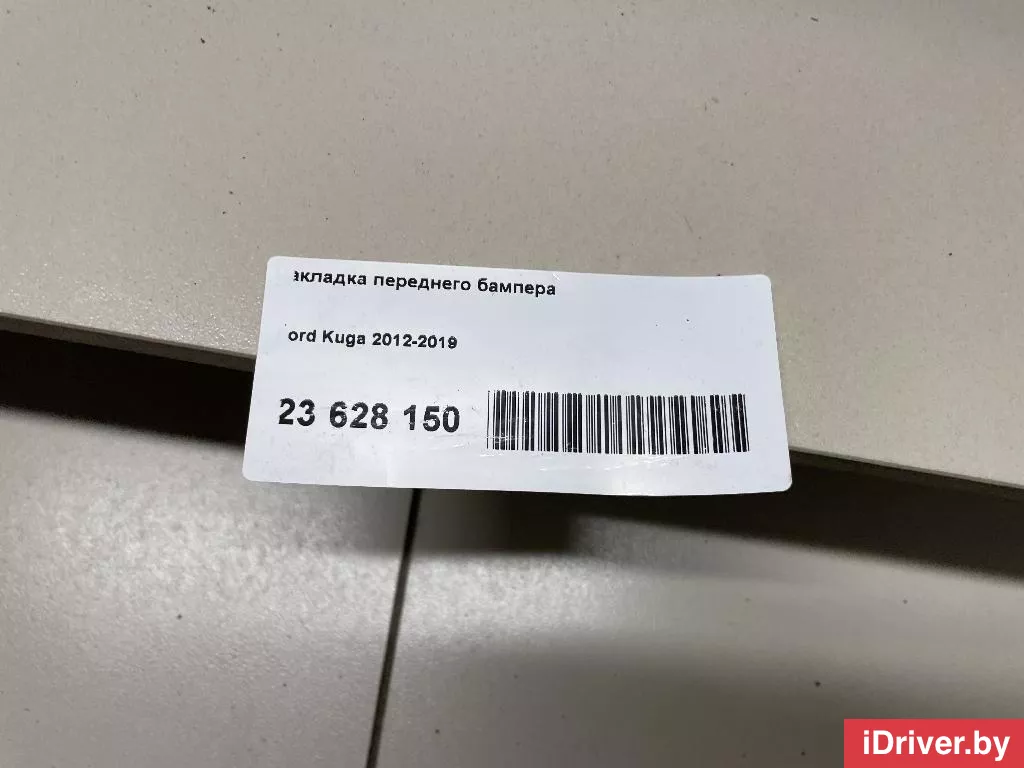 акладка переднего бампера
ord Kuga 2012-2019
23 628 150
iDriver.by